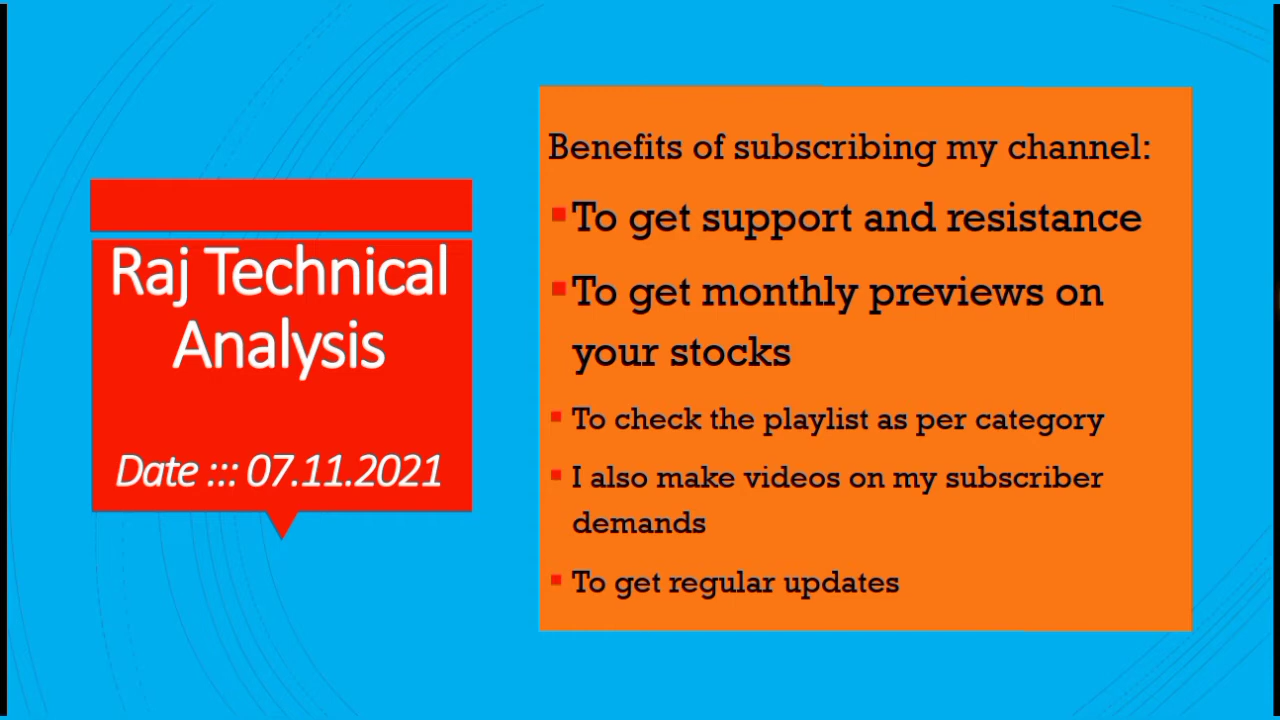 Raj Technical
Analysis
Date ::: 07.11.2021
Benefits of subscribing my channel:
To get support and resistance
To get monthly previews on
your stocks
To check the playlist as per category
I also make videos on my subscriber
demands
To get regular updates